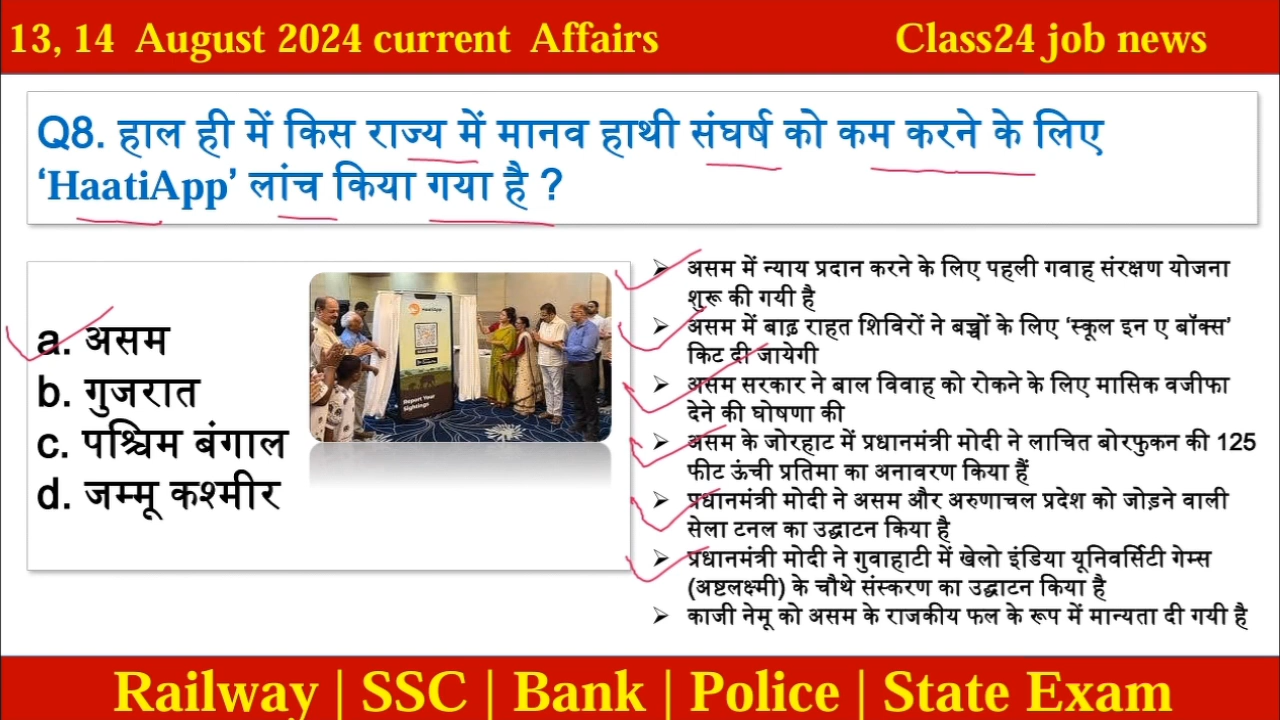 13, 14 August 2024 current Affairs
Class24 job news
Q8. हाल ही में किस राज्य में मानव हाथी संघर्ष को कम करने के लिए
‘HaatiApp’ लांच किया गया है ?
a. असम
b. गुजरात
c. पश्चिम बंगाल
d. जम्मू कश्मीर
HaatiApp
Report Your
Sightings
असम में न्याय प्रदान करने के लिए पहली गवाह संरक्षण योजना
शुरू की गयी है
असम में बाढ़ राहत शिविरों ने बच्चों के लिए ‘स्कूल इन ए बॉक्स’
किट दी जायेगी
असम सरकार ने बाल विवाह को रोकने के लिए मासिक वजीफा
देने की घोषणा की
असम के जोरहाट में प्रधानमंत्री मोदी ने लाचित बोरफुकन की 125
फीट ऊंची प्रतिमा का अनावरण किया हैं
प्रधानमंत्री मोदी ने असम और अरुणाचल प्रदेश को जोड़ने वाली
सेला टनल का उद्घाटन किया है
प्रधानमंत्री मोदी ने गुवाहाटी में खेलो इंडिया यूनिवर्सिटी गेम्स
(अष्टलक्ष्मी) के चौथे संस्करण का उद्घाटन किया है
काजी नेमू को असम के राजकीय फल के रूप में मान्यता दी गयी है
Railway | SSC | Bank | Police | State Exam